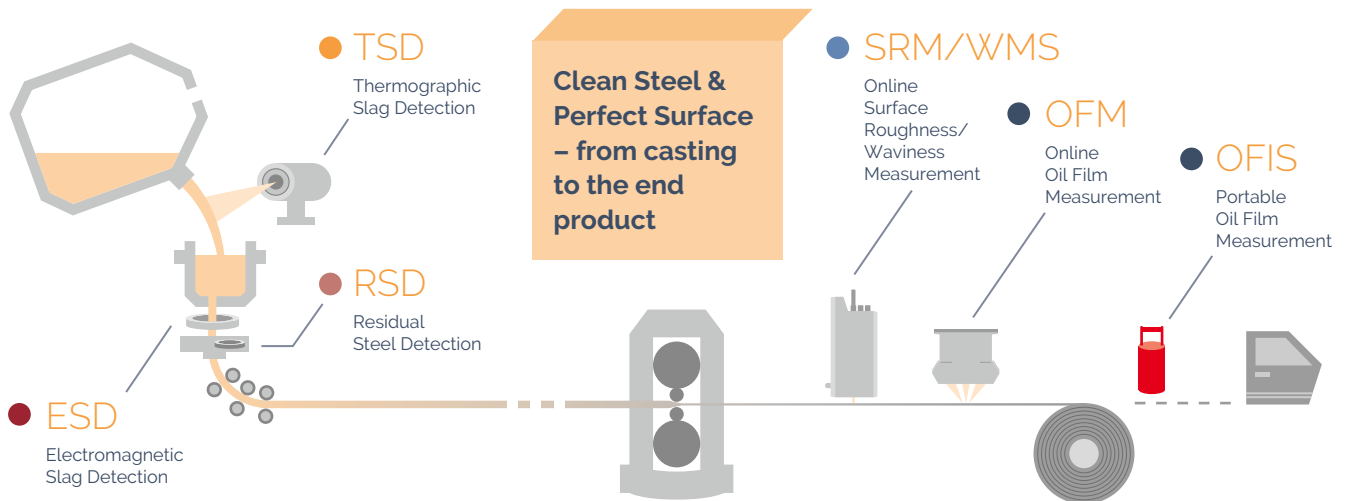 TSD
Thermographic
Slag Detection
Clean Steel &
Perfect Surface
– from casting
to the end
product
SRM/WMS
Online
Surface
Roughness/
Waviness
Measurement
OFM
Online
Oil Film
Measurement
OFIS
Portable
Oil Film
Measurement
RSD
Residual
Steel Detection
ESD
Electromagnetic
Slag Detection